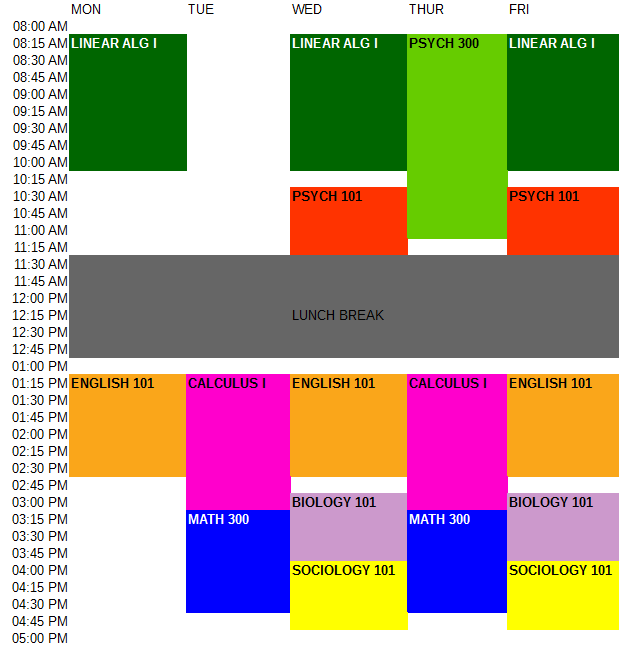 MON TUE WED THUR FRI
08:00 AM
08:15 AM LINEAR ALG I LINEAR ALG I PSYCH 300 LINEAR ALG I
08:30 AM
08:45 AM
09:00 AM
09:15 AM
09:30 AM
09:45 AM
10:00 AM
10:15 AM
10:30 AM PSYCH 101 PSYCH 101
10:45 AM
11:00 AM
11:15 AM
11:30 AM
11:45 AM
12:00 PM
12:15 PM LUNCH BREAK
12:30 PM
12:45 PM
01:00 PM
01:15 PM ENGLISH 101 CALCULUS I ENGLISH 101 CALCULUS I ENGLISH 101
01:30 PM
01:45 PM
02:00 PM
02:15 PM
02:30 PM
02:45 PM
03:00 PM BIOLOGY 101 BIOLOGY 101
03:15 PM MATH 300 MATH 300
03:30 PM
03:45 PM
04:00 PM SOCIOLOGY 101 SOCIOLOGY 101
04:15 PM
04:30 PM
04:45 PM
05:00 PM